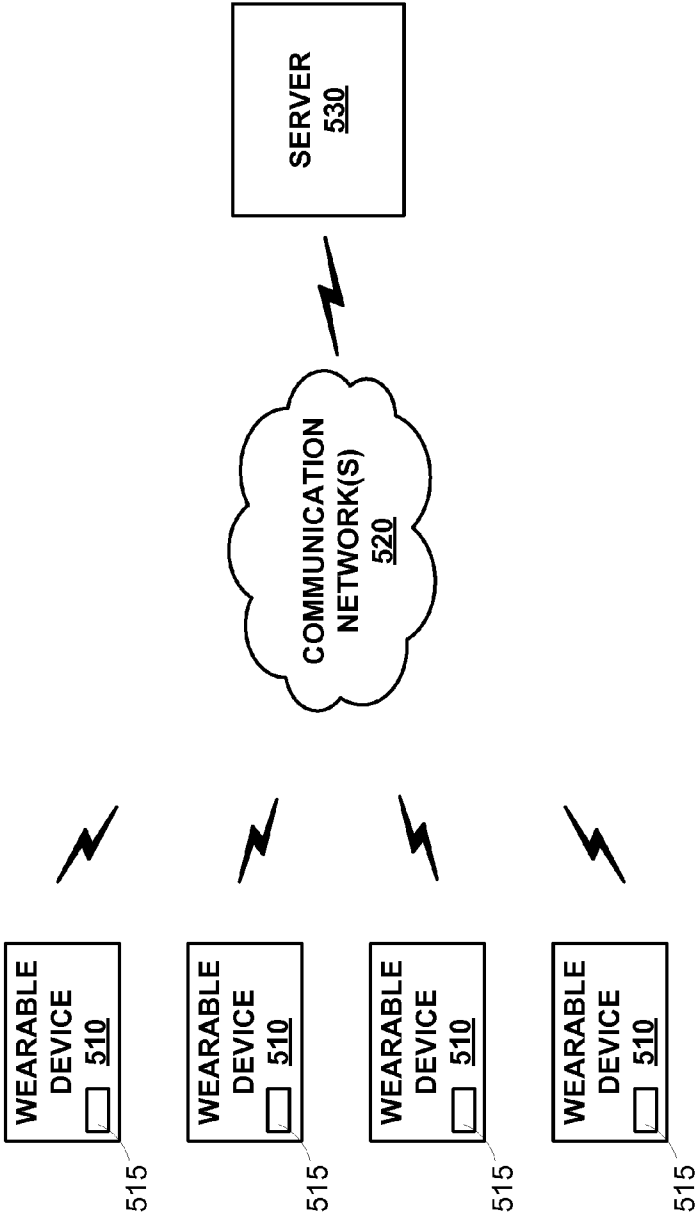 WEARABLE
DEVICE
510
515
WEARABLE
DEVICE
510
515
WEARABLE
DEVICE
510
515
WEARABLE
DEVICE
510
515
COMMUNICATION
NETWORK(S)
520
SERVER
530